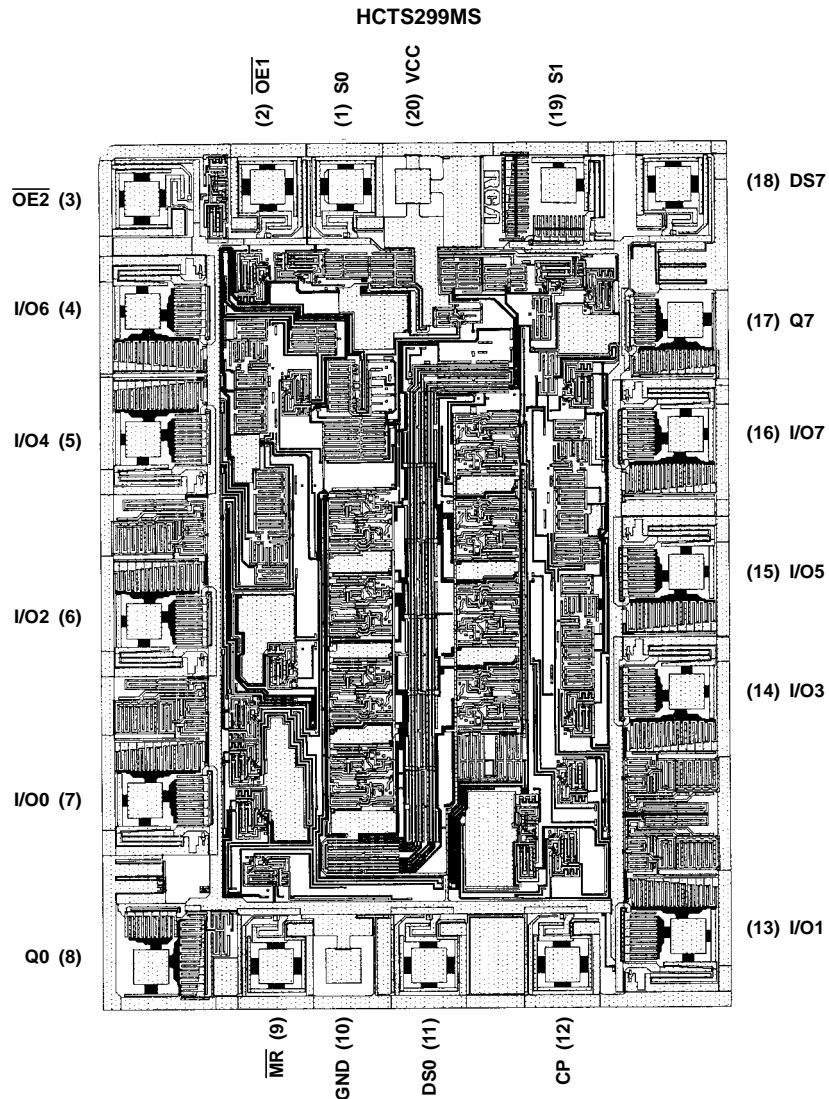 HCTS299MS
OE1 (2)
(1) S0
(20) VCC
(19) S1
OE2 (3)
(18) DS7
RCA
I/O6 (4)
(17) Q7
I/O4 (5)
(16) I/O7
(15) I/O5
I/O2 (6)
(14) I/O3
I/O0 (7)
(13) I/O1
Q0 (8)
MR (9)
GND (10)
DS0 (11)
CP (12)